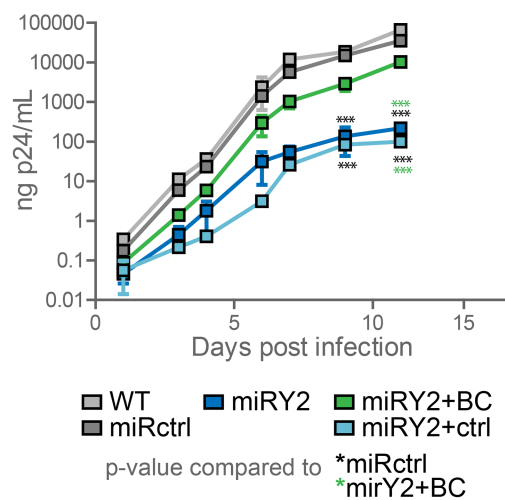 100000
10000
1000
100
10
1
0.1
0.01
ng p24/mL
***
***
***
***
***
***
0 5 10 15
Days post infection
WT miRY2 miRY2+BC
miRctrl miRY2+ctrl
p-value compared to *miRctrl
*mirY2+BC